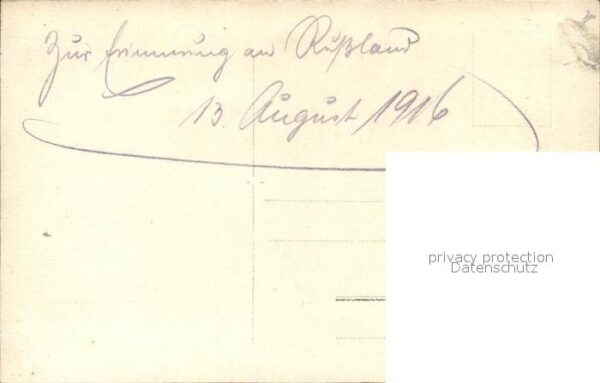 Zur Erinnerung an Rußland
13. August 1916
privacy protection
Datenschutz